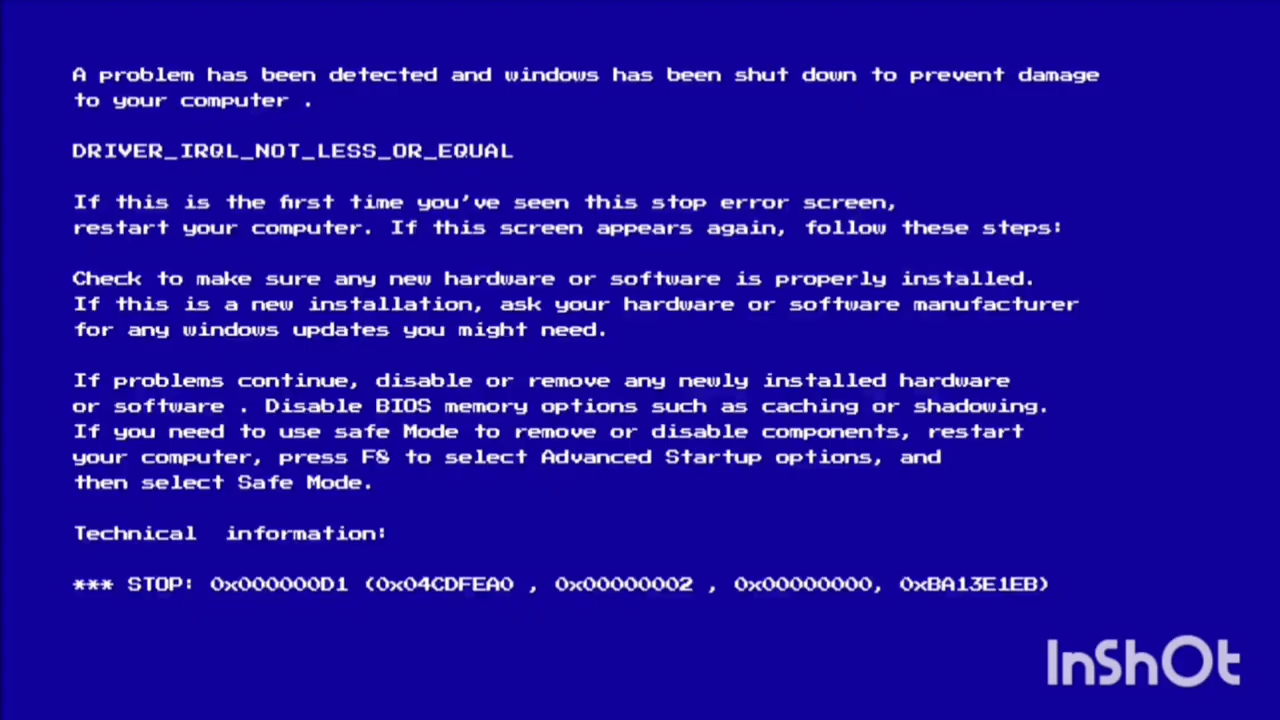 A problem has been detected and windows has been shut down to prevent damage
to your computer .
DRIVER_IRQL_NOT_LESS_OR_EQUAL
If this is the first time you've seen this stop error screen,
restart your computer. If this screen appears again, follow these steps:
Check to make sure any new hardware or software is properly installed.
If this is a new installation, ask your hardware or software manufacturer
for any windows updates you might need.
If problems continue, disable or remove any newly installed hardware
or software . Disable BIOS memory options such as caching or shadowing.
If you need to use safe Mode to remove or disable components, restart
your computer, press F& to select Advanced Startup options, and
then select Safe Mode.
Technical information:
*** STOP: 0x000000D1 (0x04CDFEA0 , 0x00000002 , 0x00000000, 0xBA13E1EB)
InShOt